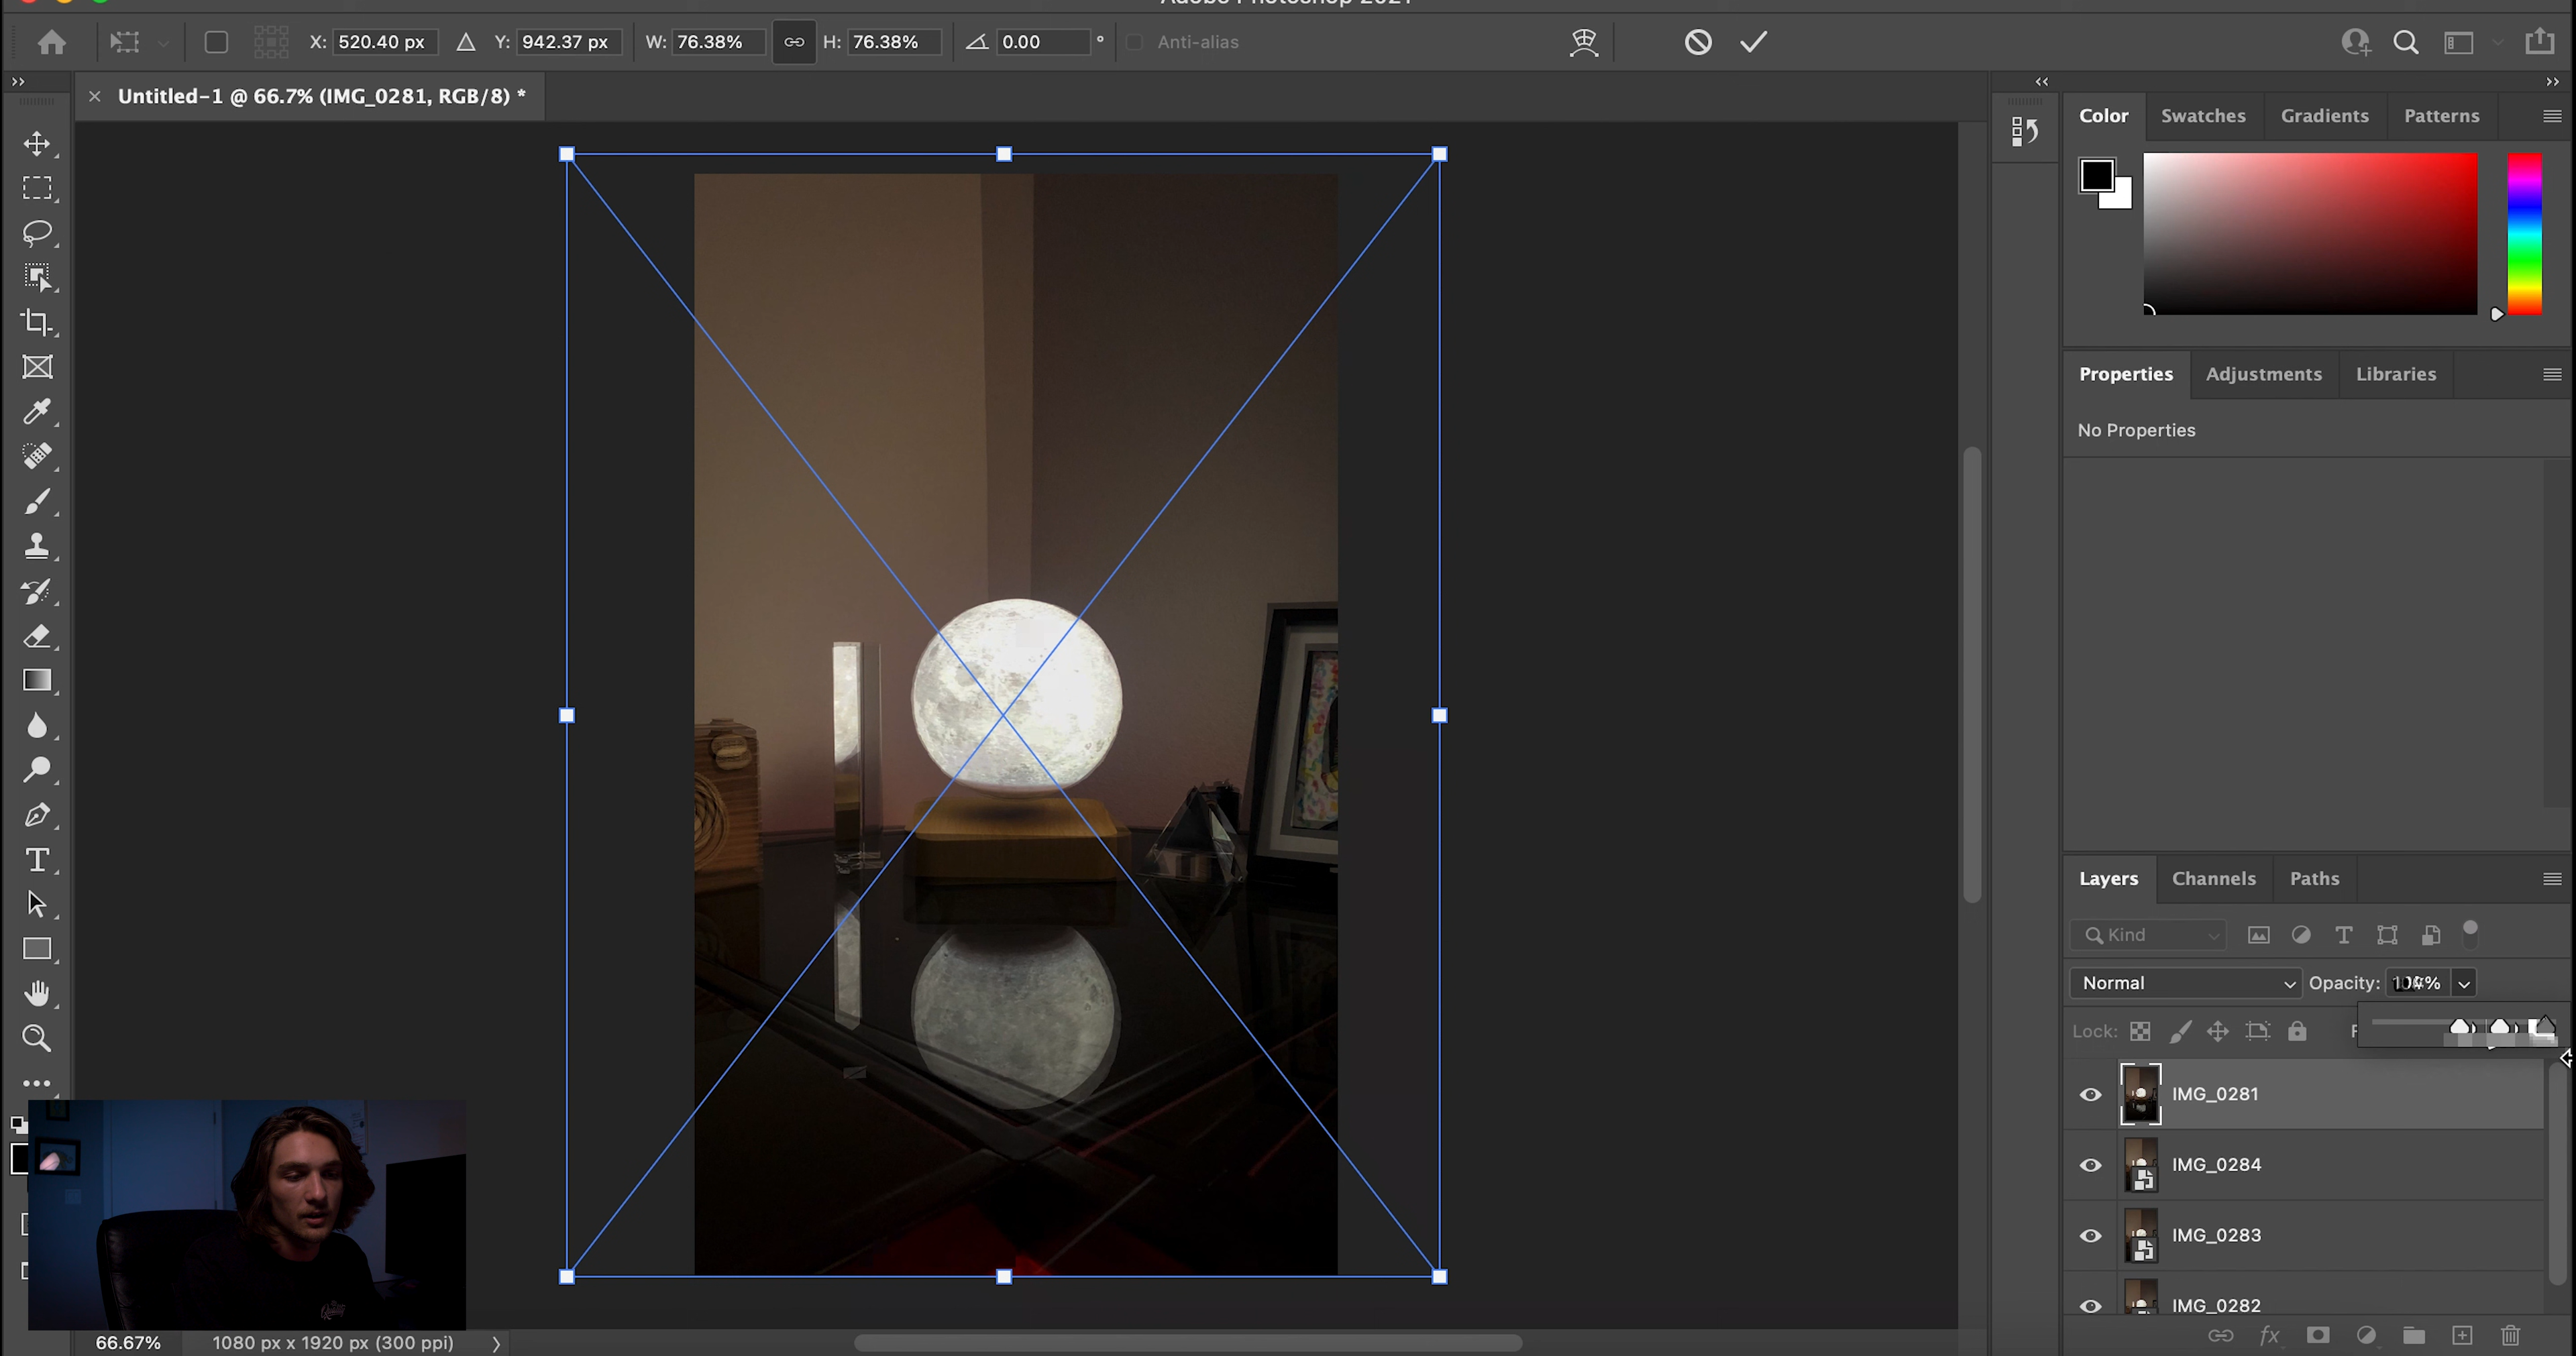 X: 520.40 px Y: 942.37 px W: 76.38% H: 76.38% 0.00 ° Anti-alias
Untitled-1 @ 66.7% (IMG_0281, RGB/8) *
Color Swatches Gradients Patterns
Properties Adjustments Libraries
No Properties
Layers Channels Paths
Kind
Normal Opacity:
Lock:
IMG_0281
IMG_0284
IMG_0283
IMG_0282
fx
66.67% 1080 px x 1920 px (300 ppi)